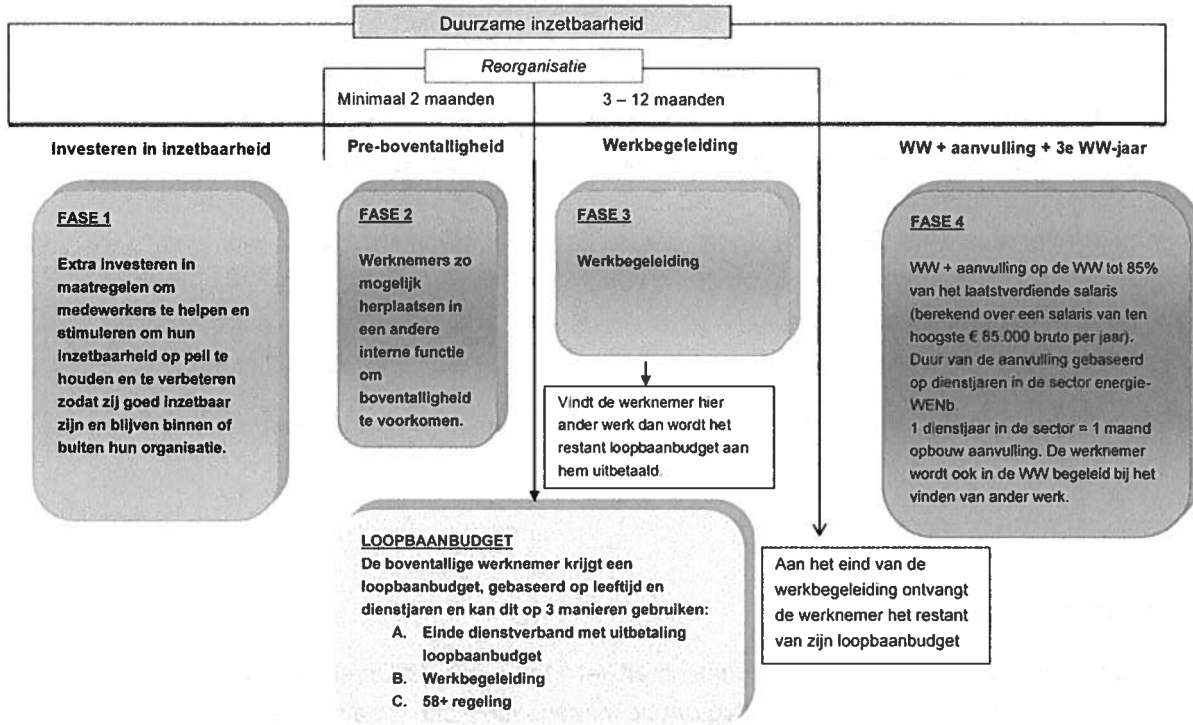 Duurzame inzetbaarheid
Reorganisatie
Minimaal 2 maanden
3 – 12 maanden
Investeren in inzetbaarheid
Pre-boventalligheid
Werkbegeleiding
WW + aanvulling + 3e WW-jaar
FASE 1
Extra investeren in
maatregelen om
medewerkers te helpen en
stimuleren om hun
inzetbaarheid op peil te
houden en te verbeteren
zodat zij goed inzetbaar
zijn en blijven binnen of
buiten hun organisatie.
FASE 2
Werknemers zo
mogelijk
herplaatsen in
een andere
interne functie
om
boventalligheid
te voorkomen.
FASE 3
Werkbegeleiding
Vindt de werknemer hier
ander werk dan wordt het
restant loopbaanbudget aan
hem uitbetaald.
FASE 4
WW + aanvulling op de WW tot 85%
van het laatstverdiende salaris
(berekend over een salaris van ten
hoogste € 85.000 bruto per jaar).
Duur van de aanvulling gebaseerd
op dienstjaren in de sector energie-
WENb.
1 dienstjaar in de sector = 1 maand
opbouw aanvulling. De werknemer
wordt ook in de WW begeleid bij het
vinden van ander werk.
LOOPBAANBUDGET
De boventallige werknemer krijgt een
loopbaanbudget, gebaseerd op leeftijd en
dienstjaren en kan dit op 3 manieren gebruiken:
A. Einde dienstverband met uitbetaling
loopbaanbudget
B. Werkbegeleiding
C. 58+ regeling
Aan het eind van de
werkbegeleiding ontvangt
de werknemer het restant
van zijn loopbaanbudget